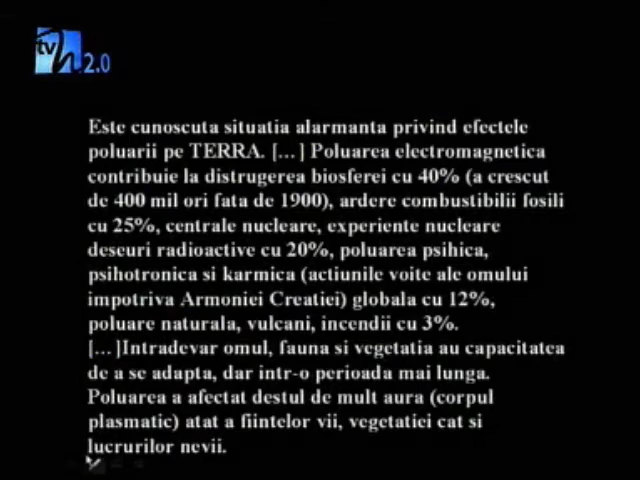 tvh 2.0
Este cunoscuta situatia alarmanta privind efectele
poluarii pe TERRA. [...] Poluarea electromagnetica
contribuie la distrugerea biosferei cu 40% (a crescut
de 400 mil ori fata de 1900), ardere combustibilii fosili
cu 25%, centrale nucleare, experiente nucleare
deseuri radioactive cu 20%, poluarea psihica,
psihotronica si karmica (actiunile voite ale omului
impotriva Armoniei Creatiei) globala cu 12%,
poluare naturala, vulcani, incendii cu 3%.
[...]Intradevar omul, fauna si vegetatia au capacitatea
de a se adapta, dar intr-o perioada mai lunga.
Poluarea a afectat destul de mult aura (corpul
plasmatic) atat a fiintelor vii, vegetatiei cat si
lucrurilor nevii.